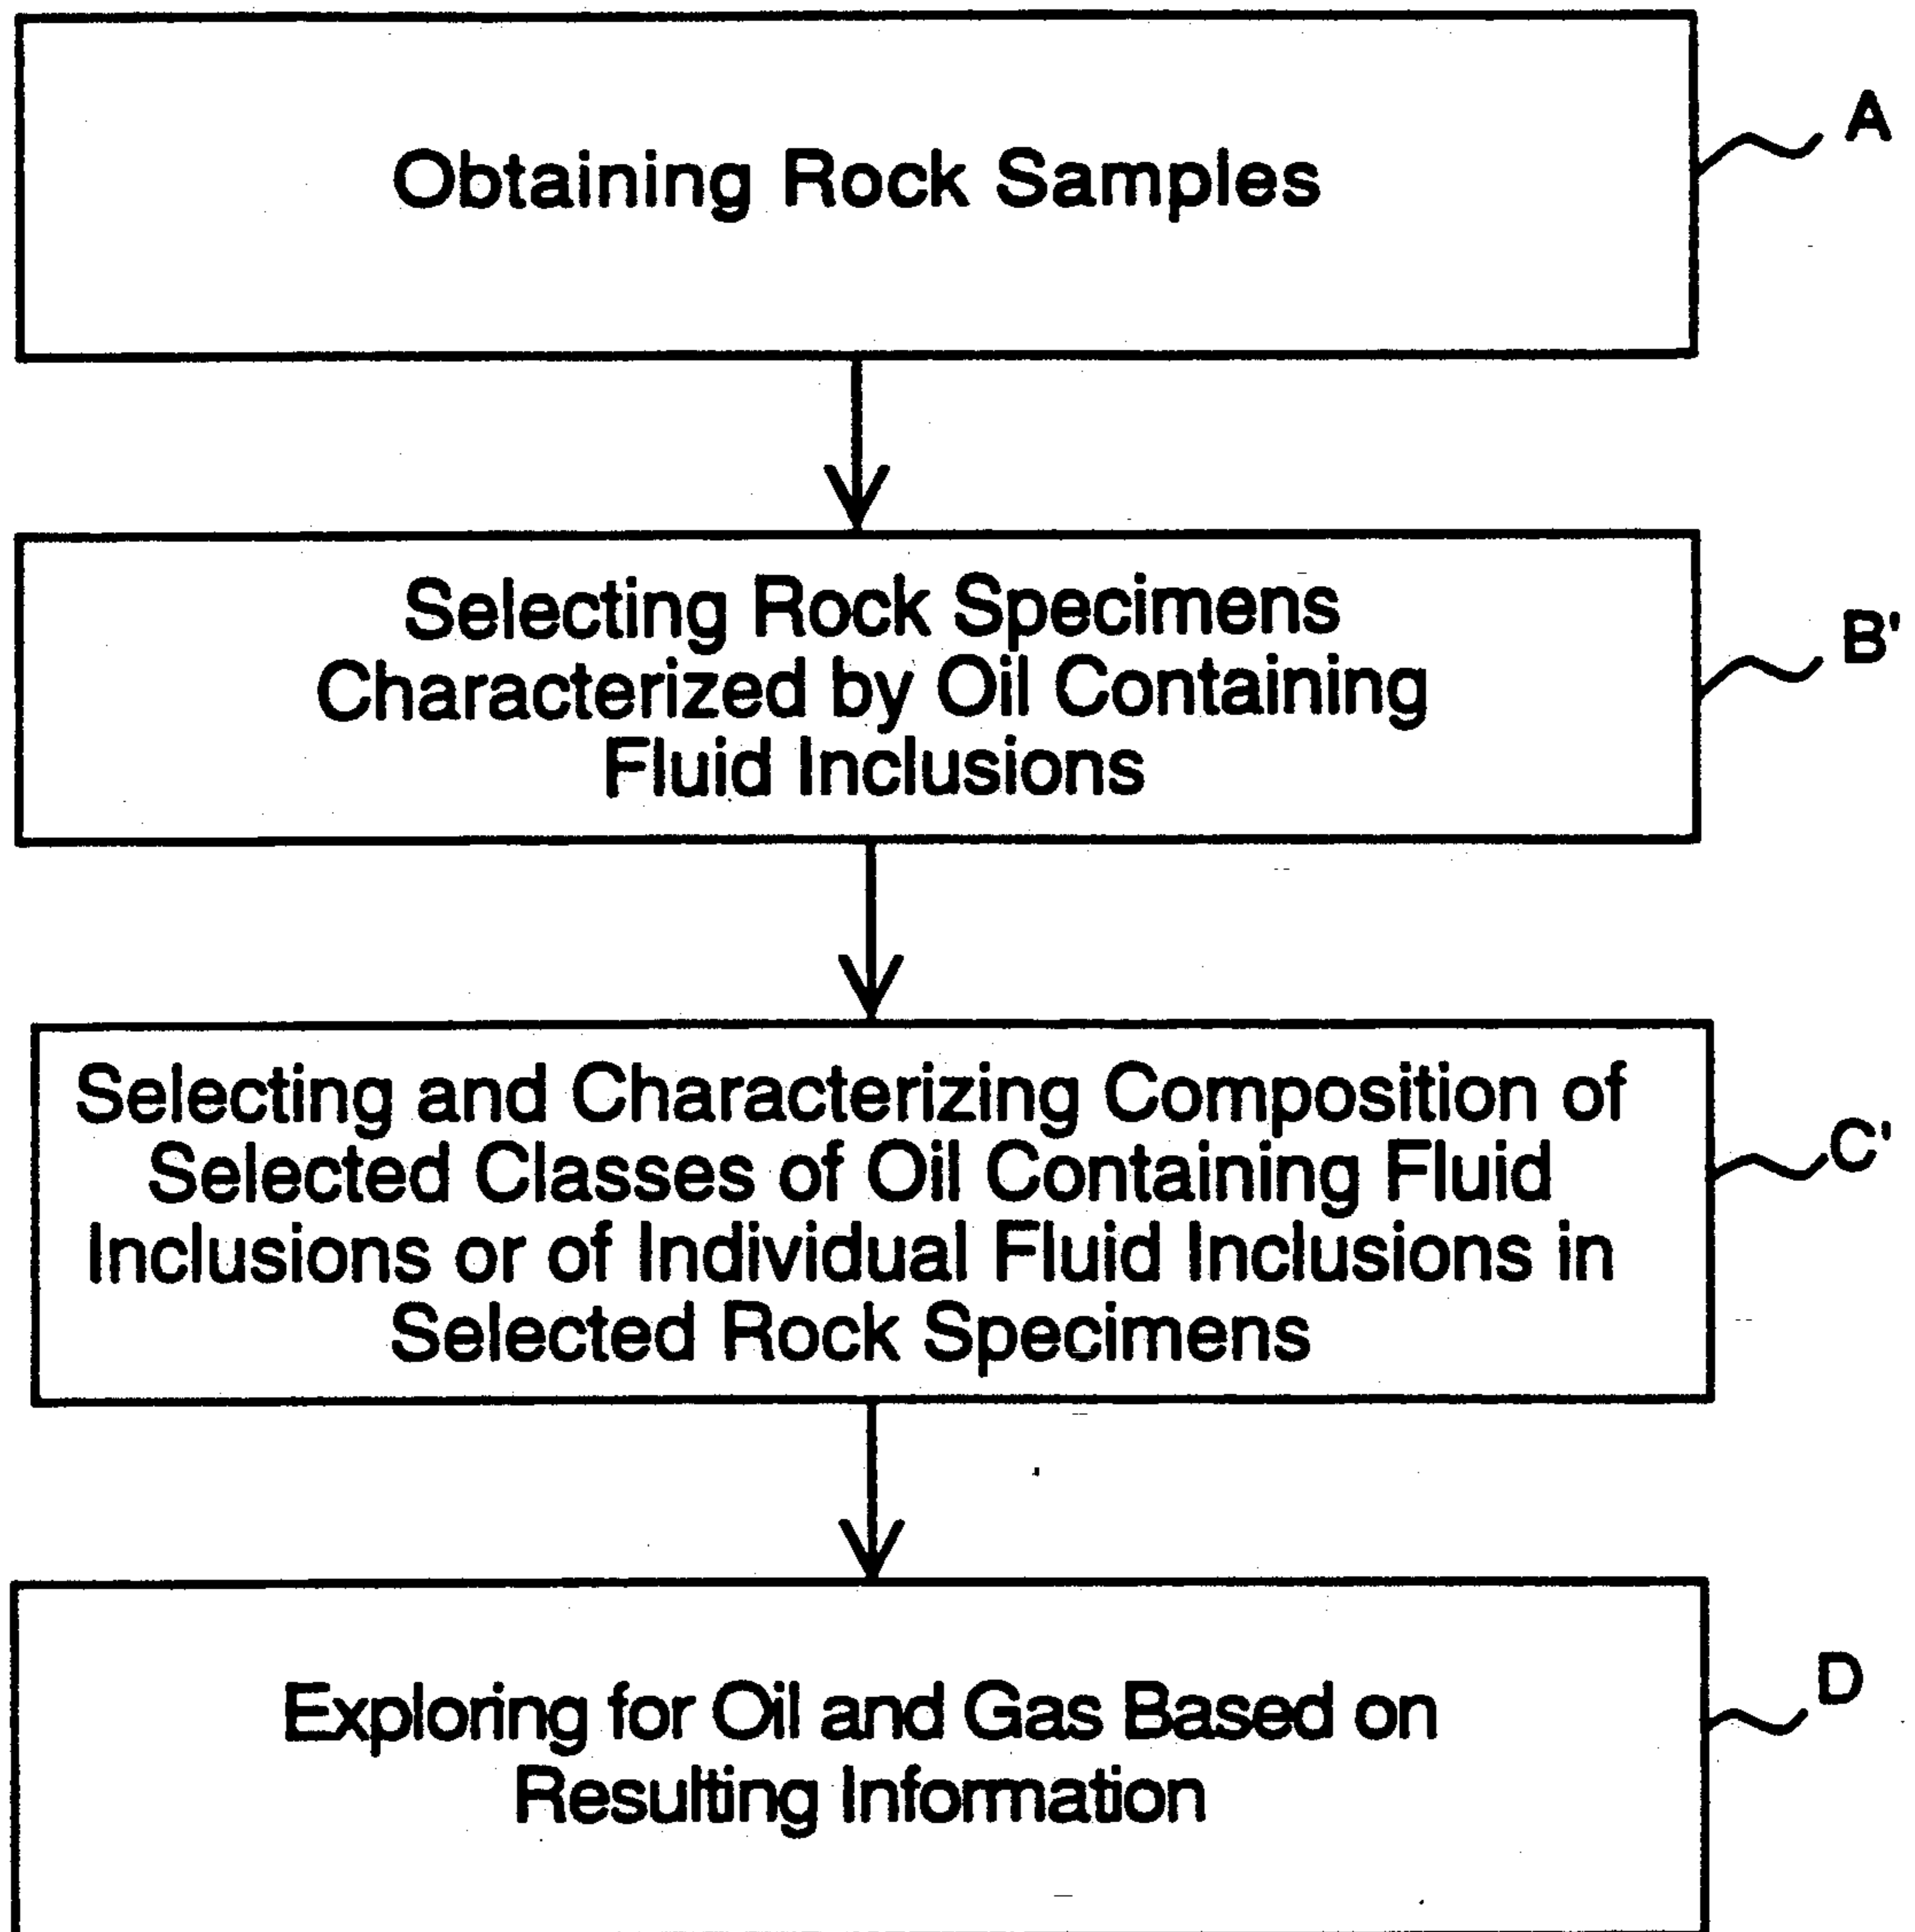 Obtaining Rock Samples
A
Selecting Rock Specimens
Characterized by Oil Containing
Fluid Inclusions
B'
Selecting and Characterizing Composition of
Selected Classes of Oil Containing Fluid
Inclusions or of Individual Fluid Inclusions in
Selected Rock Specimens
C'
Exploring for Oil and Gas Based on
Resulting Information
D